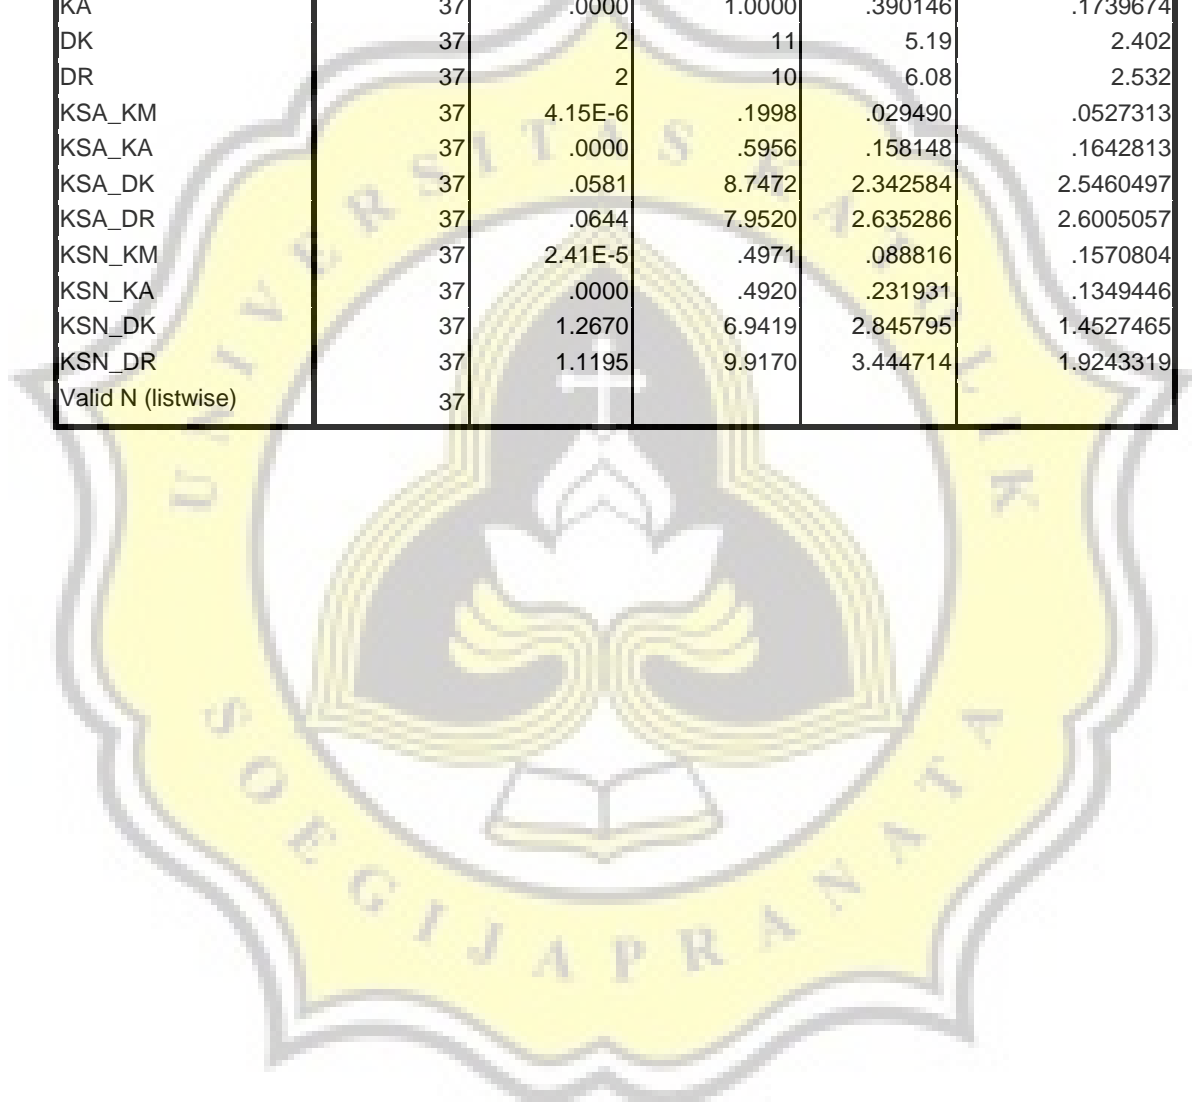 KA 37 .0000 1.0000 .390146 .1739674
DK 37 2 11 5.19 2.402
DR 37 2 10 6.08 2.532
KSA_KM 37 4.15E-6 .1998 .029490 .0527313
KSA_KA 37 .0000 .5956 .158148 .1642813
KSA_DK 37 .0581 8.7472 2.342584 2.5460497
KSA_DR 37 .0644 7.9520 2.635286 2.6005057
KSN_KM 37 2.41E-5 .4971 .088816 .1570804
KSN_KA 37 .0000 .4920 .231931 .1349446
KSN_DK 37 1.2670 6.9419 2.845795 1.4527465
KSN_DR 37 1.1195 9.9170 3.444714 1.9243319
Valid N (listwise) 37
UNIVERSITAS KATOLIK
SOEGIJAPRANATA